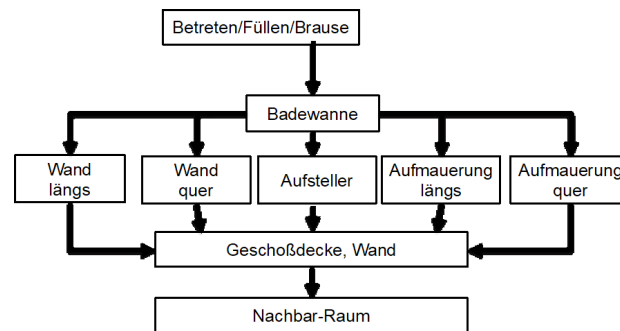 Betreten/Füllen/Brause
Badewanne
Wand
längs
Wand
quer
Aufsteller
Aufmauerung
längs
Aufmauerung
quer
Geschoßdecke, Wand
Nachbar-Raum